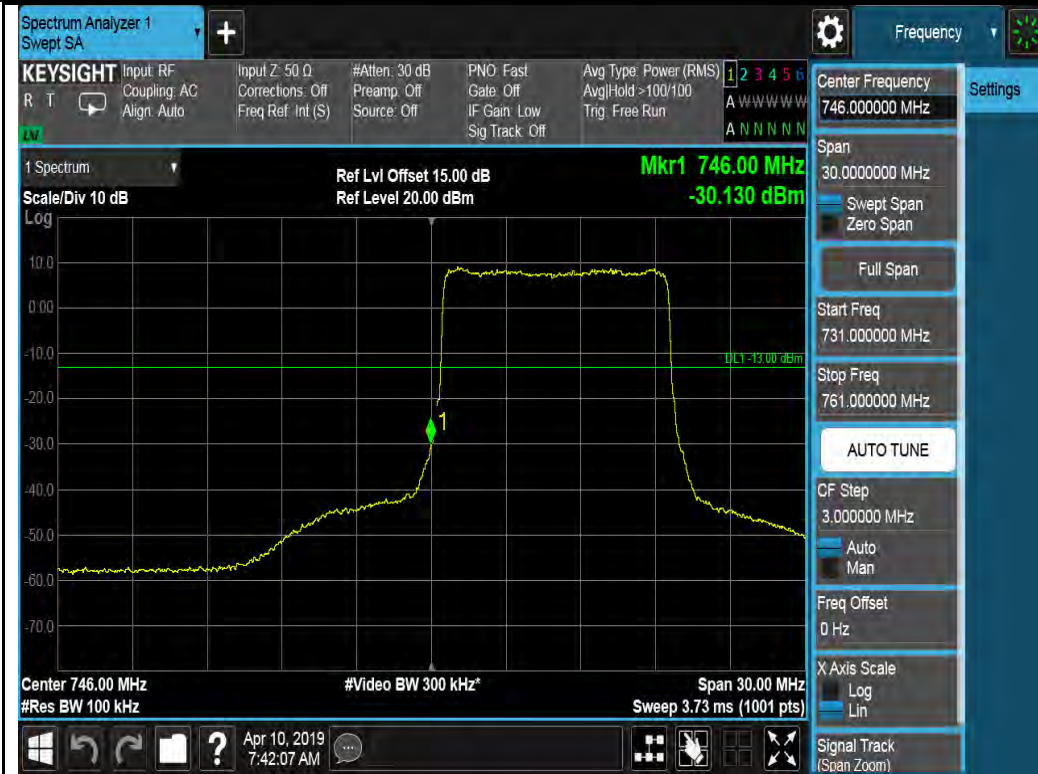 Spectrum Analyzer 1
Swept SA
+
Frequency
KEYSIGHT
R T
LXI
Input: RF
Coupling: AC
Align: Auto
Input Z: 50 Ω
Corrections: Off
Freq Ref: Int (S)
#Atten: 30 dB
Preamp: Off
Source: Off
PNO: Fast
Gate: Off
IF Gain: Low
Sig Track: Off
Avg Type: Power (RMS)
Avg|Hold:>100/100
Trig: Free Run
1 2 3 4 5 6
A W W W W W
A N N N N N
1 Spectrum
Scale/Div 10 dB
Log
Ref Lvl Offset 15.00 dB
Ref Level 20.00 dBm
Mkr1 746.00 MHz
-30.130 dBm
10.0
0.00
-10.0
-20.0
-30.0
-40.0
-50.0
-60.0
-70.0
DL1 -13.00 dBm
1
Center 746.00 MHz
#Res BW 100 kHz
#Video BW 300 kHz*
Span 30.00 MHz
Sweep 3.73 ms (1001 pts)
Center Frequency
746.000000 MHz
Span
30.0000000 MHz
Swept Span
Zero Span
Full Span
Start Freq
731.000000 MHz
Stop Freq
761.000000 MHz
AUTO TUNE
CF Step
3.000000 MHz
Auto
Man
Freq Offset
0 Hz
X Axis Scale
Log
Lin
Signal Track
(Span Zoom)
Settings
?
Apr 10, 2019
7:42:07 AM